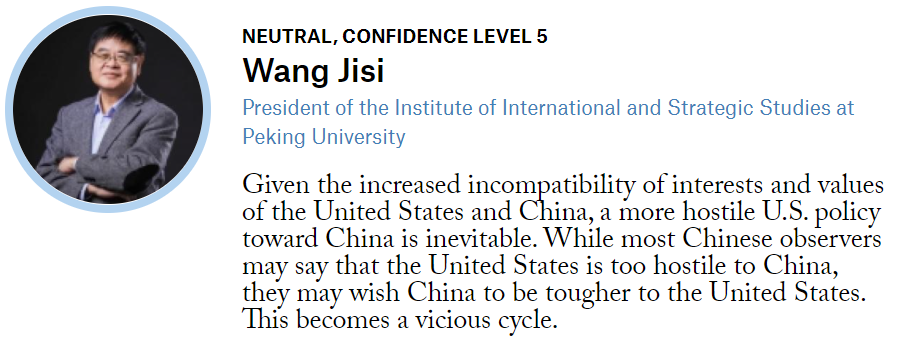 NEUTRAL, CONFIDENCE LEVEL 5
Wang Jisi
President of the Institute of International and Strategic Studies at
Peking University
Given the increased incompatibility of interests and values
of the United States and China, a more hostile U.S. policy
toward China is inevitable. While most Chinese observers
may say that the United States is too hostile to China,
they may wish China to be tougher to the United States.
This becomes a vicious cycle.